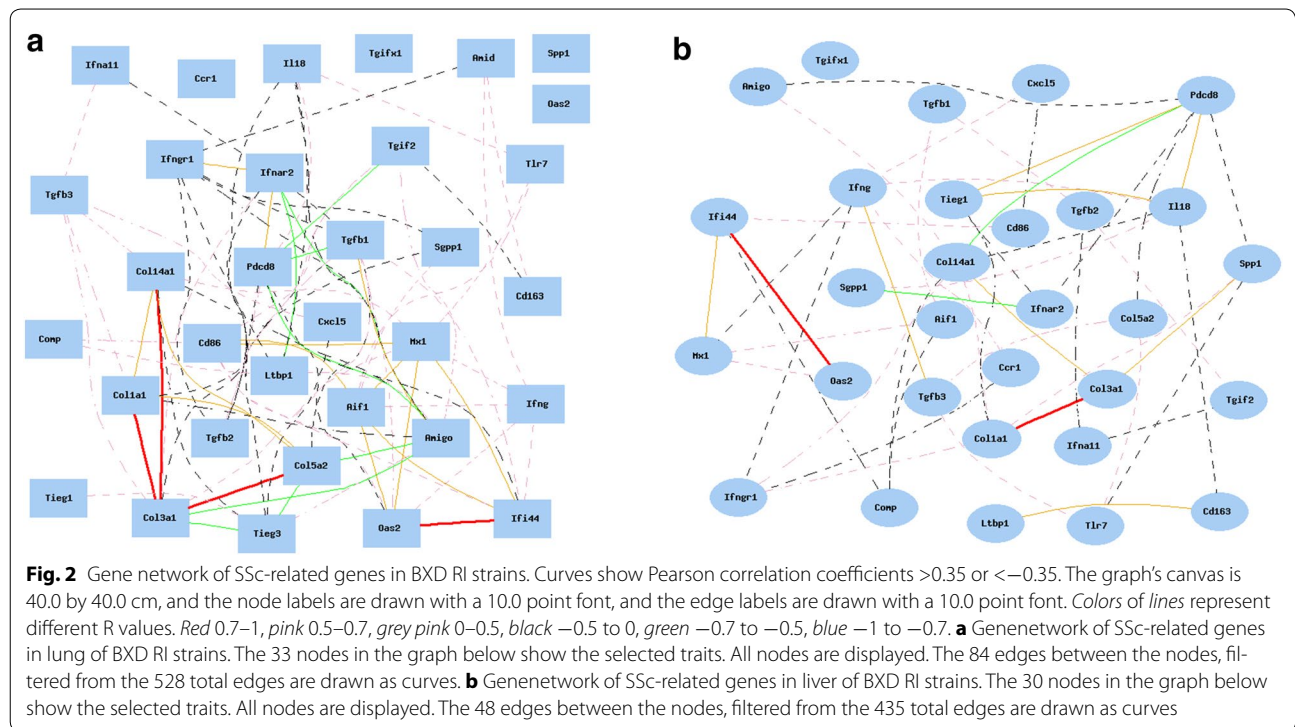 a
Ifna11
Ccr1
Il18
Tgifx1
Amid
Spp1
Oas2
Ifngr1
Ifnar2
Tgif2
Tlr7
Tgfb3
Tgfb1
Sgpp1
Col14a1
Pdcd8
Cd163
Cxcl5
Comp
Cd86
Mx1
Ltbp1
Col1a1
Aif1
Ifng
Tgfb2
Amigo
Col5a2
Tieg1
Col3a1
Tieg3
Oas2
Ifi44
b
Tgifx1
Amigo
Cxcl5
Tgfb1
Pdcd8
Ifng
Tieg1
Il18
Ifi44
Tgfb2
Cd86
Col14a1
Spp1
Sgpp1
Ifnar2
Aif1
Col5a2
Mx1
Oas2
Ccr1
Tgfb3
Col3a1
Tgif2
Col1a1
Ifna11
Ifngr1
Comp
Ltbp1
Tlr7
Cd163
Fig. 2 Gene network of SSc-related genes in BXD RI strains. Curves show Pearson correlation coefficients >0.35 or <−0.35. The graph's canvas is
40.0 by 40.0 cm, and the node labels are drawn with a 10.0 point font, and the edge labels are drawn with a 10.0 point font. Colors of lines represent
different R values. Red 0.7–1, pink 0.5–0.7, grey pink 0–0.5, black −0.5 to 0, green −0.7 to −0.5, blue −1 to −0.7. a Genenetwork of SSc-related genes
in lung of BXD RI strains. The 33 nodes in the graph below show the selected traits. All nodes are displayed. The 84 edges between the nodes, fil-
tered from the 528 total edges are drawn as curves. b Genenetwork of SSc-related genes in liver of BXD RI strains. The 30 nodes in the graph below
show the selected traits. All nodes are displayed. The 48 edges between the nodes, filtered from the 435 total edges are drawn as curves